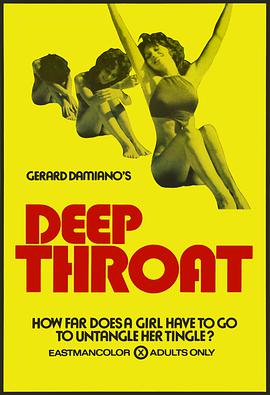 GERARD DAMIANO'S
DEEP
THROAT
HOW FAR DOES A GIRL HAVE TO GO
TO UNTANGLE HER TINGLE?
EASTMANCOLOR X ADULTS ONLY